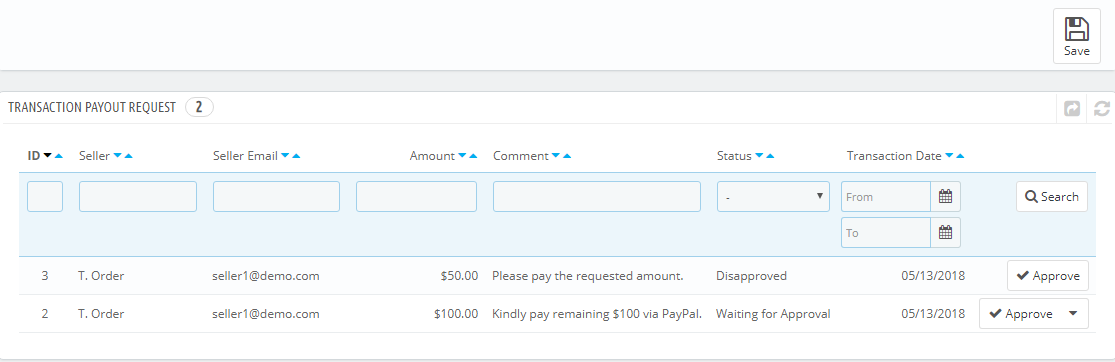 Save
TRANSACTION PAYOUT REQUEST 2
ID Seller Seller Email Amount Comment Status Transaction Date
- From Search
To
3 T. Order seller1@demo.com $50.00 Please pay the requested amount. Disapproved 05/13/2018 Approve
2 T. Order seller1@demo.com $100.00 Kindly pay remaining $100 via PayPal. Waiting for Approval 05/13/2018 Approve